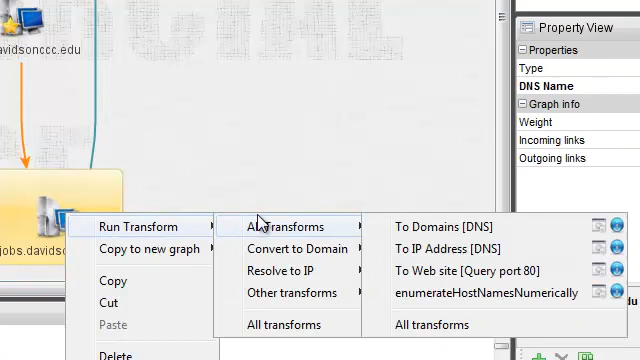 avidsonccc.edu
Property View
Properties
Type
DNS Name
Graph info
Weight
Incoming links
Outgoing links
jobs.davids
Run Transform
Copy to new graph
Copy
Cut
Paste
Delete
All Transforms
Convert to Domain
Resolve to IP
Other transforms
All transforms
To Domains [DNS]
To IP Address [DNS]
To Web site [Query port 80]
enumerateHostNamesNumerically
All transforms
du